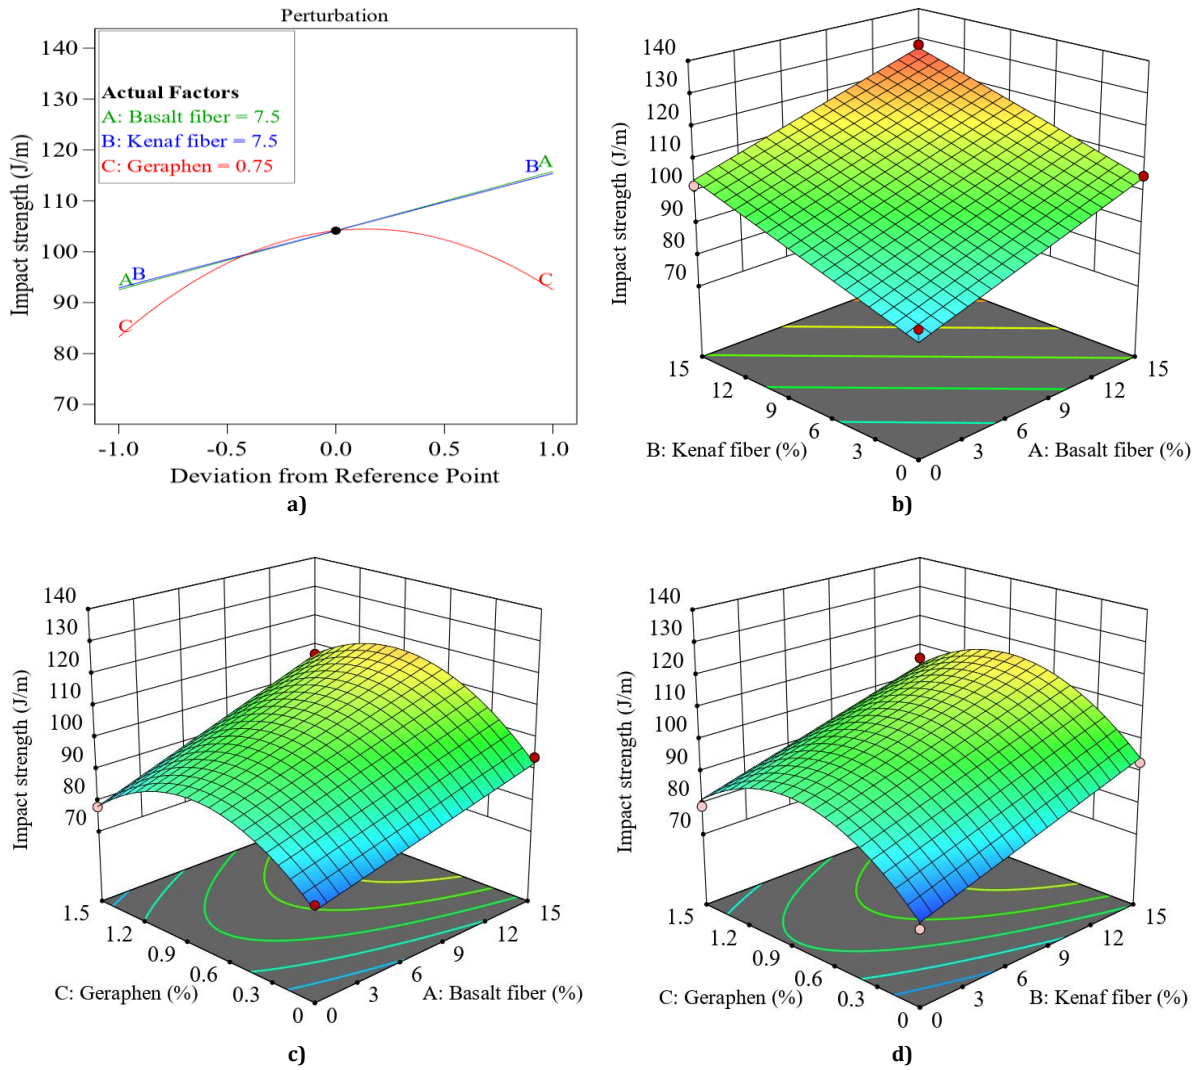 Perturbation
140
130
120
110
100
90
80
70
Impact strength (J/m)
Actual Factors
A: Basalt fiber = 7.5
B: Kenaf fiber = 7.5
C: Geraphen = 0.75
A
B
C
B
A
C
-1.0
-0.5
0.0
0.5
1.0
Deviation from Reference Point
a)
140
130
120
110
100
90
80
70
Impact strength (J/m)
15
12
9
6
3
0
0
3
6
9
12
15
B: Kenaf fiber (%)
A: Basalt fiber (%)
b)
140
130
120
110
100
90
80
70
Impact strength (J/m)
1.5
1.2
0.9
0.6
0.3
0
0
3
6
9
12
15
C: Geraphen (%)
A: Basalt fiber (%)
c)
140
130
120
110
100
90
80
70
Impact strength (J/m)
1.5
1.2
0.9
0.6
0.3
0
0
3
6
9
12
15
C: Geraphen (%)
B: Kenaf fiber (%)
d)